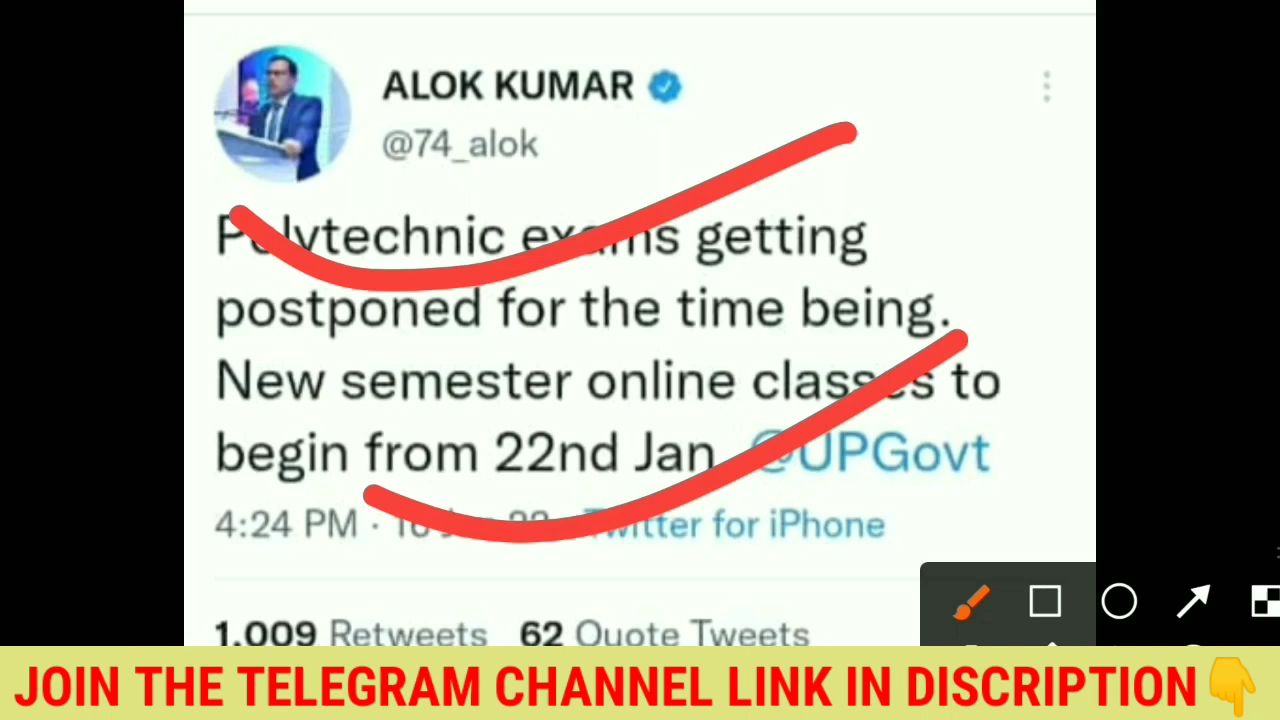 ALOK KUMAR
@74_alok
Polytechnic exams getting
postponed for the time being.
New semester online classes to
begin from 22nd Jan @UPGovt
4:24 PM · Twitter for iPhone
1,009 Retweets 62 Quote Tweets
JOIN THE TELEGRAM CHANNEL LINK IN DISCRIPTION👇